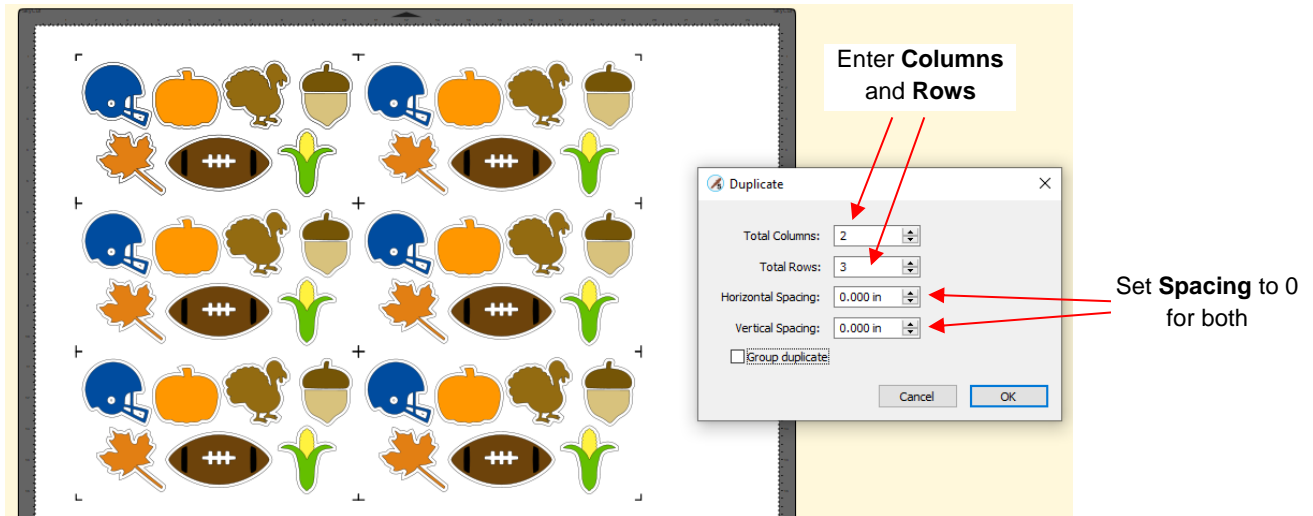 Enter Columns
and Rows
Duplicate
Total Columns: 2
Total Rows: 3
Horizontal Spacing: 0.000 in
Vertical Spacing: 0.000 in
Group duplicate
Cancel OK
Set Spacing to 0
for both